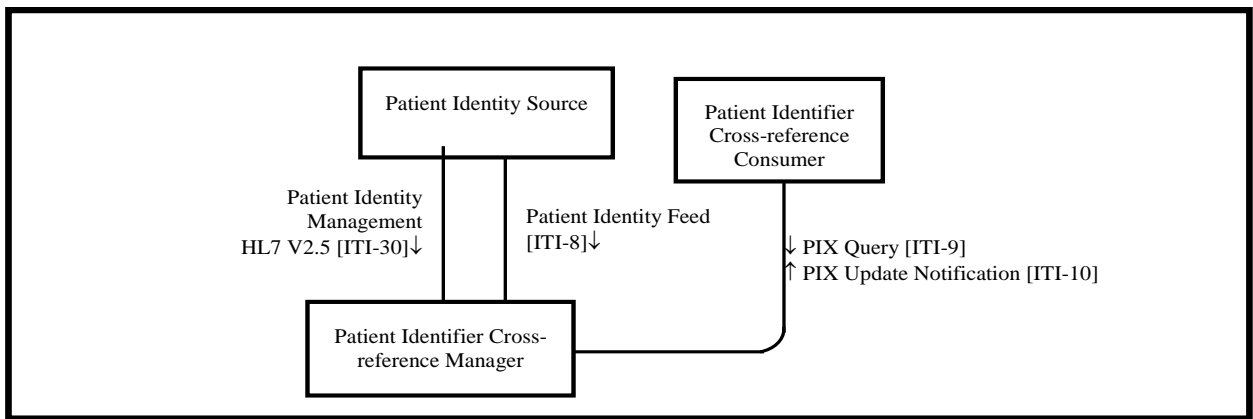 Patient Identity Source
Patient Identifier
Cross-reference
Consumer
Patient Identity
Management
HL7 V2.5 [ITI-30]↓
Patient Identity Feed
[ITI-8]↓
↓ PIX Query [ITI-9]
↑ PIX Update Notification [ITI-10]
Patient Identifier Cross-
reference Manager